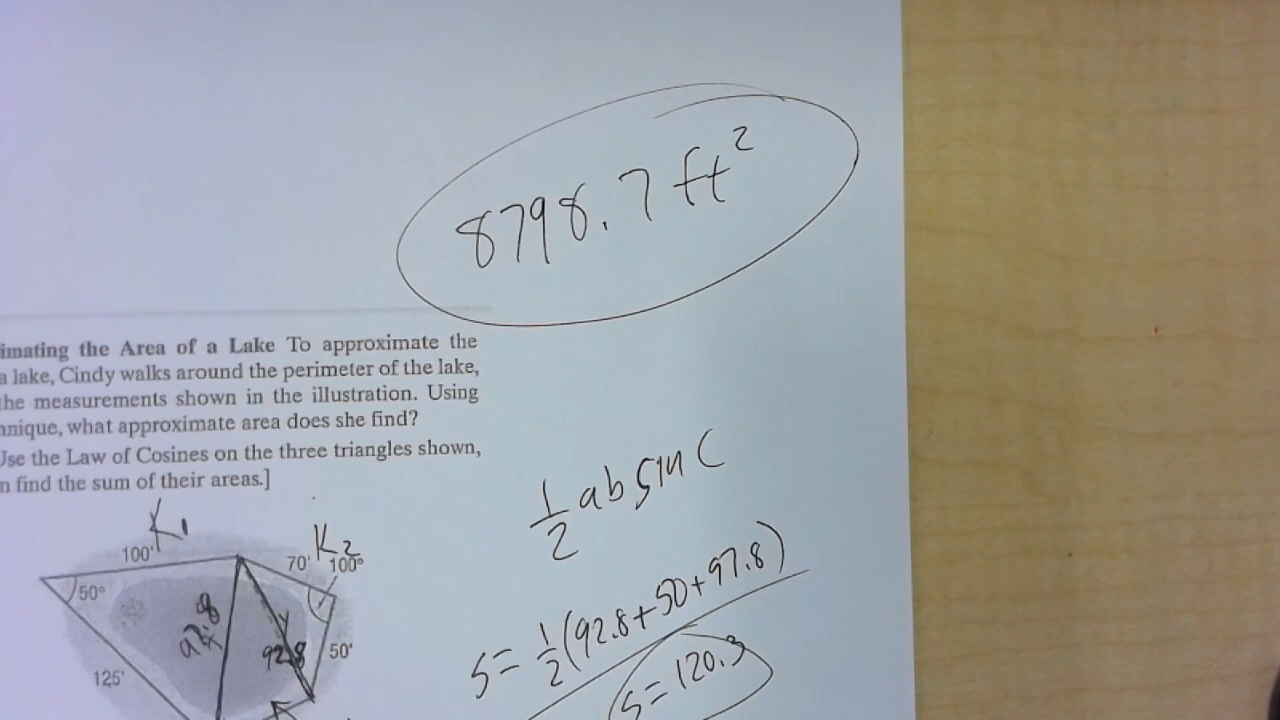 8798.7 ft²
imating the Area of a Lake To approximate the
a lake, Cindy walks around the perimeter of the lake,
the measurements shown in the illustration. Using
nique, what approximate area does she find?
Use the Law of Cosines on the three triangles shown,
n find the sum of their areas.]
1/2 ab sin C
K₁
K₂
100'
70'
100°
50°
S = 1/2(92.8+50+97.8)
92.8
50'
125'
S = 120.3